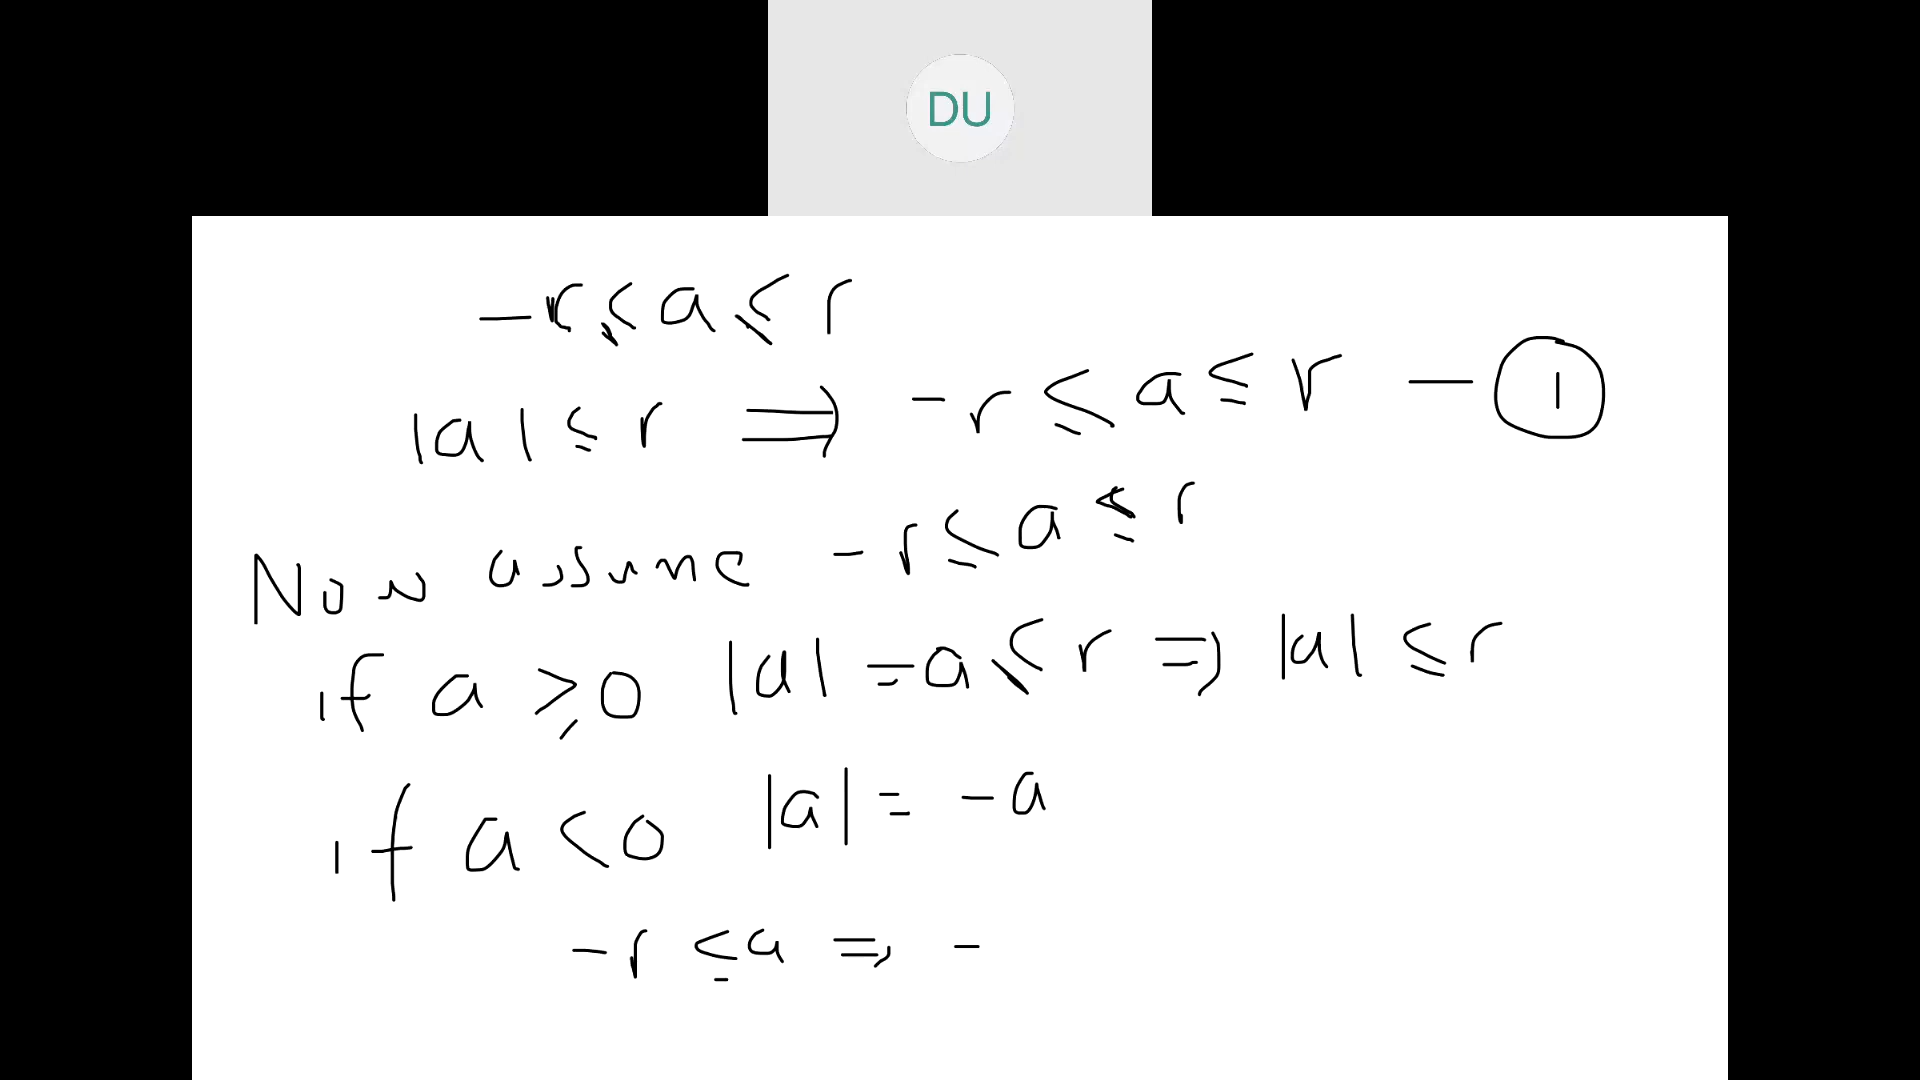 DU
-r ≤ a ≤ r
|a| ≤ r ⇒ -r ≤ a ≤ r — ①
Now assume -r ≤ a ≤ r
if a ≥ 0 |a| = a ≤ r ⇒ |a| ≤ r
if a < 0 |a| = -a
-r ≤ a ⇒ -